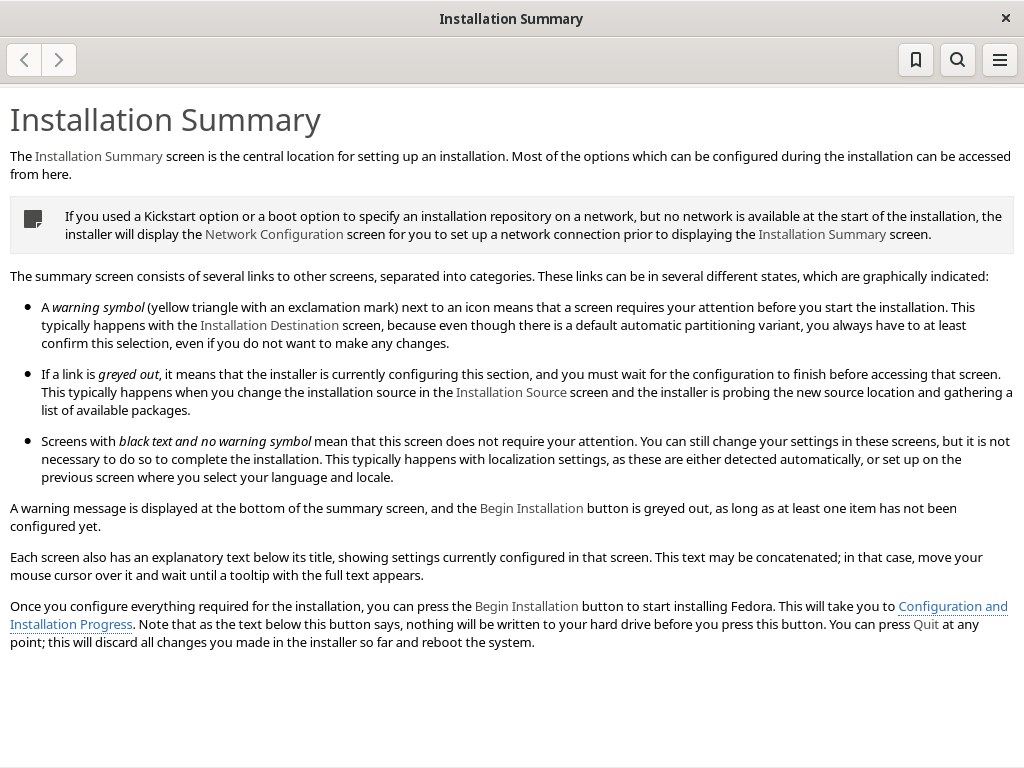 Installation Summary
Installation Summary
The Installation Summary screen is the central location for setting up an installation. Most of the options which can be configured during the installation can be accessed
from here.
If you used a Kickstart option or a boot option to specify an installation repository on a network, but no network is available at the start of the installation, the
installer will display the Network Configuration screen for you to set up a network connection prior to displaying the Installation Summary screen.
The summary screen consists of several links to other screens, separated into categories. These links can be in several different states, which are graphically indicated:
A warning symbol (yellow triangle with an exclamation mark) next to an icon means that a screen requires your attention before you start the installation. This
typically happens with the Installation Destination screen, because even though there is a default automatic partitioning variant, you always have to at least
confirm this selection, even if you do not want to make any changes.
If a link is greyed out, it means that the installer is currently configuring this section, and you must wait for the configuration to finish before accessing that screen.
This typically happens when you change the installation source in the Installation Source screen and the installer is probing the new source location and gathering a
list of available packages.
Screens with black text and no warning symbol mean that this screen does not require your attention. You can still change your settings in these screens, but it is not
necessary to do so to complete the installation. This typically happens with localization settings, as these are either detected automatically, or set up on the
previous screen where you select your language and locale.
A warning message is displayed at the bottom of the summary screen, and the Begin Installation button is greyed out, as long as at least one item has not been
configured yet.
Each screen also has an explanatory text below its title, showing settings currently configured in that screen. This text may be concatenated; in that case, move your
mouse cursor over it and wait until a tooltip with the full text appears.
Once you configure everything required for the installation, you can press the Begin Installation button to start installing Fedora. This will take you to Configuration and
Installation Progress. Note that as the text below this button says, nothing will be written to your hard drive before you press this button. You can press Quit at any
point; this will discard all changes you made in the installer so far and reboot the system.